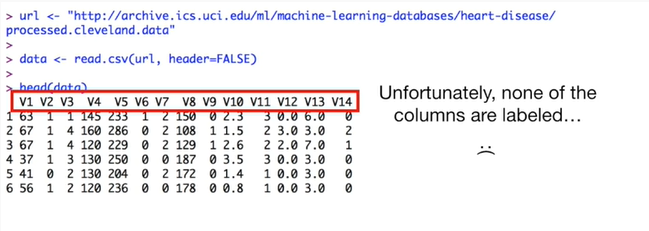 > url <- "http://archive.ics.uci.edu/ml/machine-learning-databases/heart-disease/
processed.cleveland.data"
>
> data <- read.csv(url, header=FALSE)
>
> head(data)
V1 V2 V3 V4 V5 V6 V7 V8 V9 V10 V11 V12 V13 V14
1 63 1 1 145 233 1 2 150 0 2.3 3 0.0 6.0 0
2 67 1 4 160 286 0 2 108 1 1.5 2 3.0 3.0 2
3 67 1 4 120 229 0 2 129 1 2.6 2 2.0 7.0 1
4 37 1 3 130 250 0 0 187 0 3.5 3 0.0 3.0 0
5 41 0 2 130 204 0 2 172 0 1.4 1 0.0 3.0 0
6 56 1 2 120 236 0 0 178 0 0.8 1 0.0 3.0 0
Unfortunately, none of the
columns are labeled…
:(